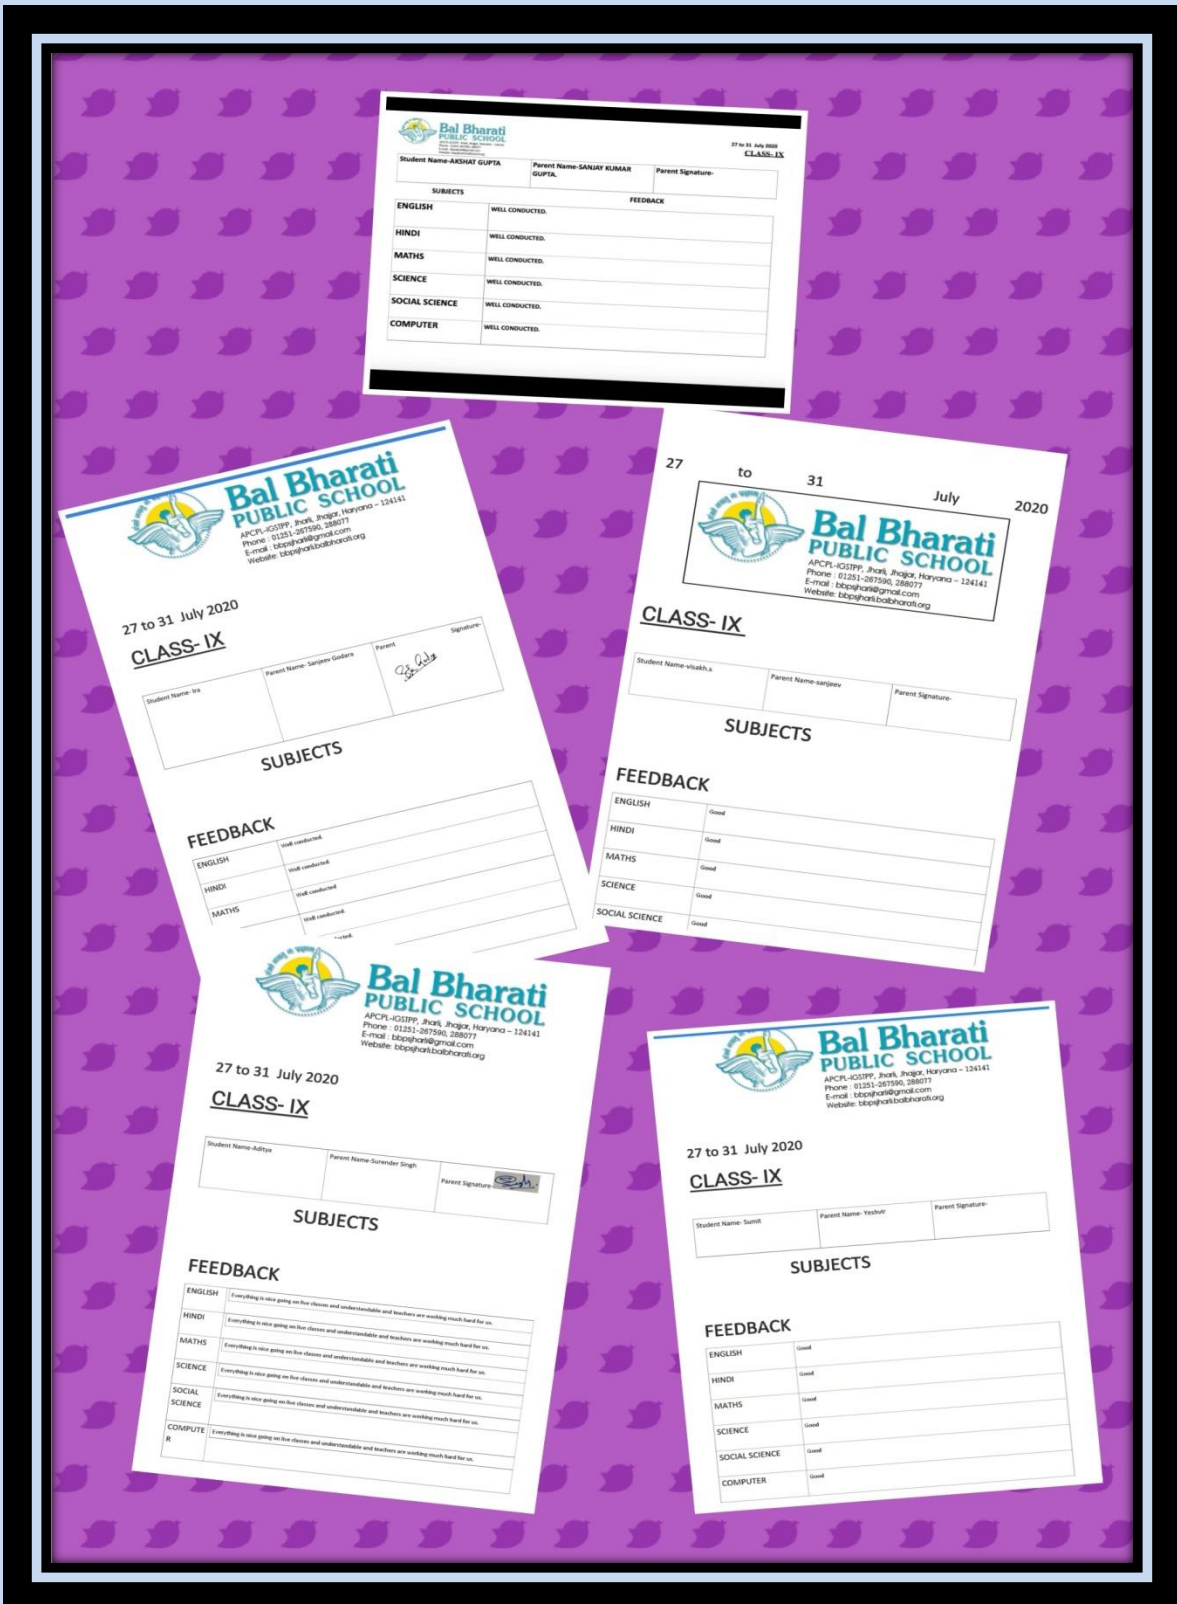 Bal Bharati
PUBLIC SCHOOL
27 to 31 July 2020
CLASS- IX
Student Name-AKSHAT GUPTA
Parent Name-SANJAY KUMAR
GUPTA.
Parent Signature-
SUBJECTS
FEEDBACK
ENGLISH WELL CONDUCTED.
HINDI WELL CONDUCTED.
MATHS WELL CONDUCTED.
SCIENCE WELL CONDUCTED.
SOCIAL SCIENCE WELL CONDUCTED.
COMPUTER WELL CONDUCTED.
Bal Bharati
PUBLIC SCHOOL
APCPL-IGSTPP, Jharli, Jhajjar, Haryana – 124141
Phone : 01251-267590, 288077
E-mail : bbpsjharli@gmail.com
Website: bbpsjharli.balbharati.org
27 to 31 July 2020
CLASS- IX
Student Name- Ira
Parent Name- Sanjeev Godara
Parent Signature-
SUBJECTS
FEEDBACK
ENGLISH Well conducted.
HINDI Well conducted.
MATHS Well conducted
Well conducted.
27 to 31 July 2020
Bal Bharati
PUBLIC SCHOOL
APCPL-IGSTPP, Jharli, Jhajjar, Haryana – 124141
Phone : 01251-267590, 288077
E-mail : bbpsjharli@gmail.com
Website: bbpsjharli.balbharati.org
CLASS- IX
Student Name-visakh.s
Parent Name-sanjeev
Parent Signature-
SUBJECTS
FEEDBACK
ENGLISH Good
HINDI Good
MATHS Good
SCIENCE Good
SOCIAL SCIENCE Good
Bal Bharati
PUBLIC SCHOOL
APCPL-IGSTPP, Jharli, Jhajjar, Haryana – 124141
Phone : 01251-267590, 288077
E-mail : bbpsjharli@gmail.com
Website: bbpsjharli.balbharati.org
27 to 31 July 2020
CLASS- IX
Student Name-Aditya
Parent Name-Surender Singh
Parent Signature-
SUBJECTS
FEEDBACK
ENGLISH Everything is nice going on live classes and understandable and teachers are working much hard for us.
HINDI Everything is nice going on live classes and understandable and teachers are working much hard for us.
MATHS Everything is nice going on live classes and understandable and teachers are working much hard for us.
SCIENCE Everything is nice going on live classes and understandable and teachers are working much hard for us.
SOCIAL Everything is nice going on live classes and understandable and teachers are working much hard for us.
SCIENCE
COMPUTE Everything is nice going on live classes and understandable and teachers are working much hard for us.
R
Bal Bharati
PUBLIC SCHOOL
APCPL-IGSTPP, Jharli, Jhajjar, Haryana – 124141
Phone : 01251-267590, 288077
E-mail : bbpsjharli@gmail.com
Website: bbpsjharli.balbharati.org
27 to 31 July 2020
CLASS- IX
Student Name- Sumit
Parent Name- Yeshvir
Parent Signature-
SUBJECTS
FEEDBACK
ENGLISH Good
HINDI Good
MATHS Good
SCIENCE Good
SOCIAL SCIENCE Good
COMPUTER Good